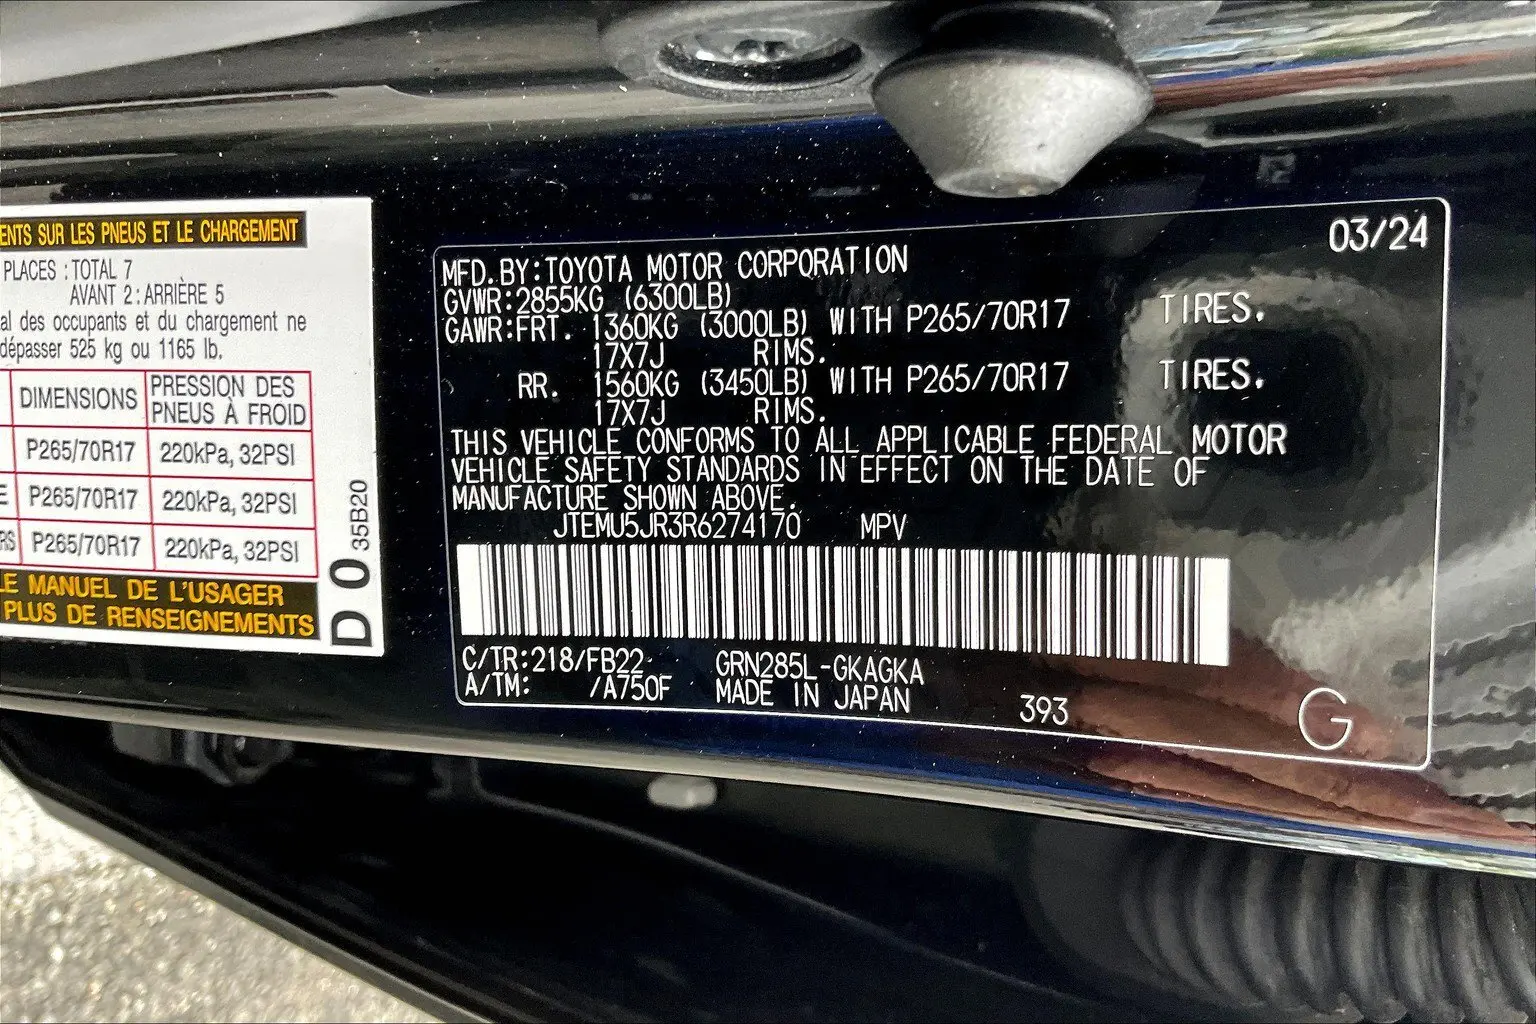 ENTS SUR LES PNEUS ET LE CHARGEMENT
PLACES : TOTAL 7
AVANT 2 : ARRIÈRE 5
al des occupants et du chargement ne
dépasser 525 kg ou 1165 lb.
DIMENSIONS PRESSION DES PNEUS À FROID
P265/70R17 220kPa, 32PSI
E P265/70R17 220kPa, 32PSI
RS P265/70R17 220kPa, 32PSI
LE MANUEL DE L'USAGER
PLUS DE RENSEIGNEMENTS
D 0 35B20
03/24
MFD.BY:TOYOTA MOTOR CORPORATION
GVWR:2855KG (6300LB)
GAWR:FRT. 1360KG (3000LB) WITH P265/70R17 TIRES.
17X7J RIMS.
RR. 1560KG (3450LB) WITH P265/70R17 TIRES.
17X7J RIMS.
THIS VEHICLE CONFORMS TO ALL APPLICABLE FEDERAL MOTOR
VEHICLE SAFETY STANDARDS IN EFFECT ON THE DATE OF
MANUFACTURE SHOWN ABOVE.
JTEMU5JR3R6274170 MPV
C/TR:218/FB22 GRN285L-GKAGKA
A/TM: /A750F MADE IN JAPAN
393
G